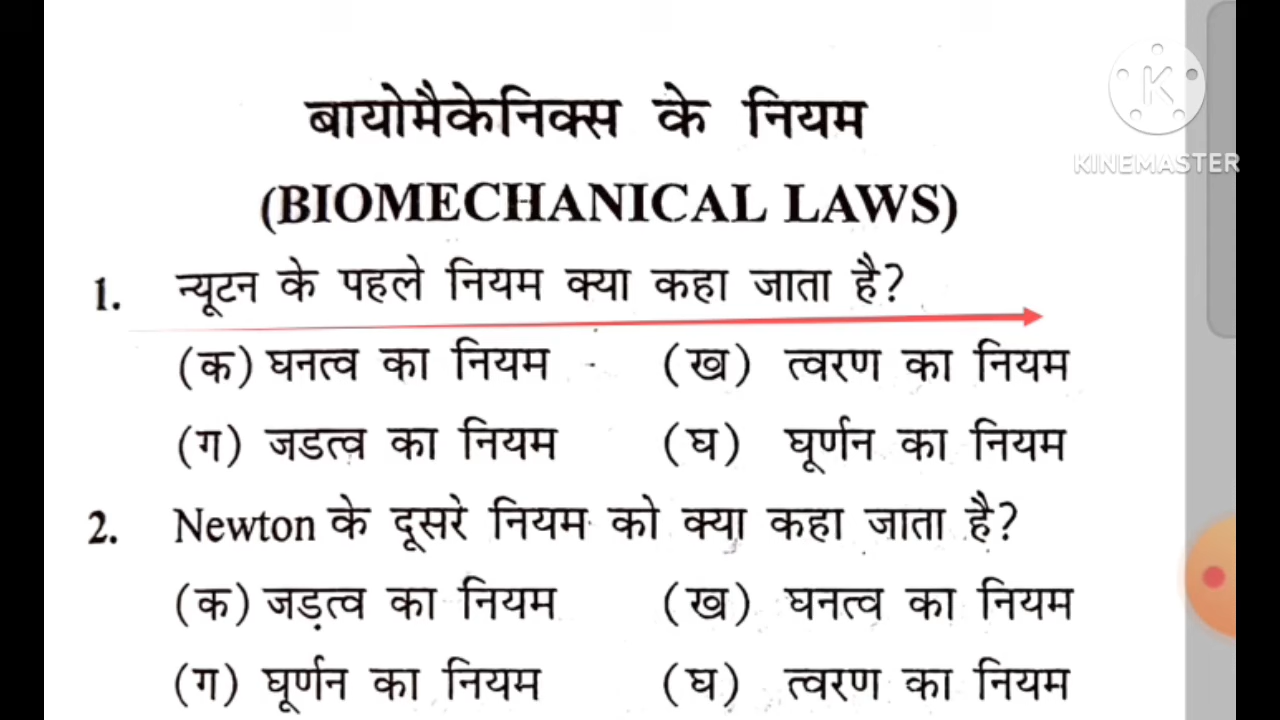 बायोमैकेनिक्स के नियम
KINEMASTER
(BIOMECHANICAL LAWS)
1. न्यूटन के पहले नियम क्या कहा जाता है?
(क) घनत्व का नियम (ख) त्वरण का नियम
(ग) जडत्व का नियम (घ) घूर्णन का नियम
2. Newton के दूसरे नियम को क्या कहा जाता है?
(क) जड़त्व का नियम (ख) घनत्व का नियम
(ग) घूर्णन का नियम (घ) त्वरण का नियम